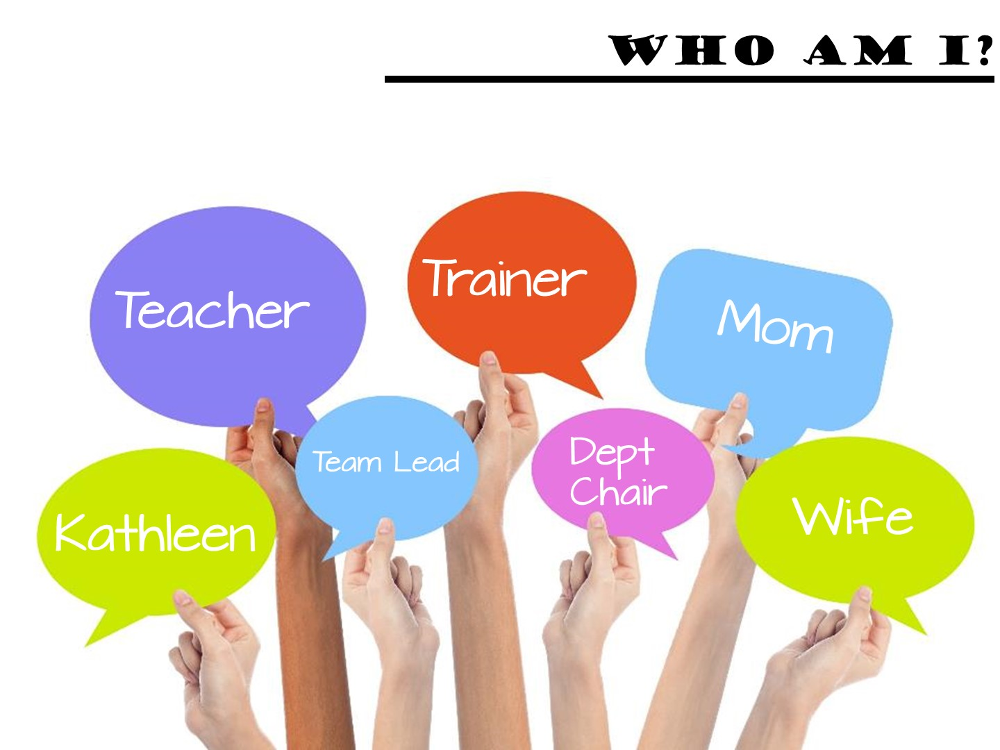 WHO AM I?
Teacher
Trainer
Mom
Team Lead
Dept
Chair
Kathleen
Wife